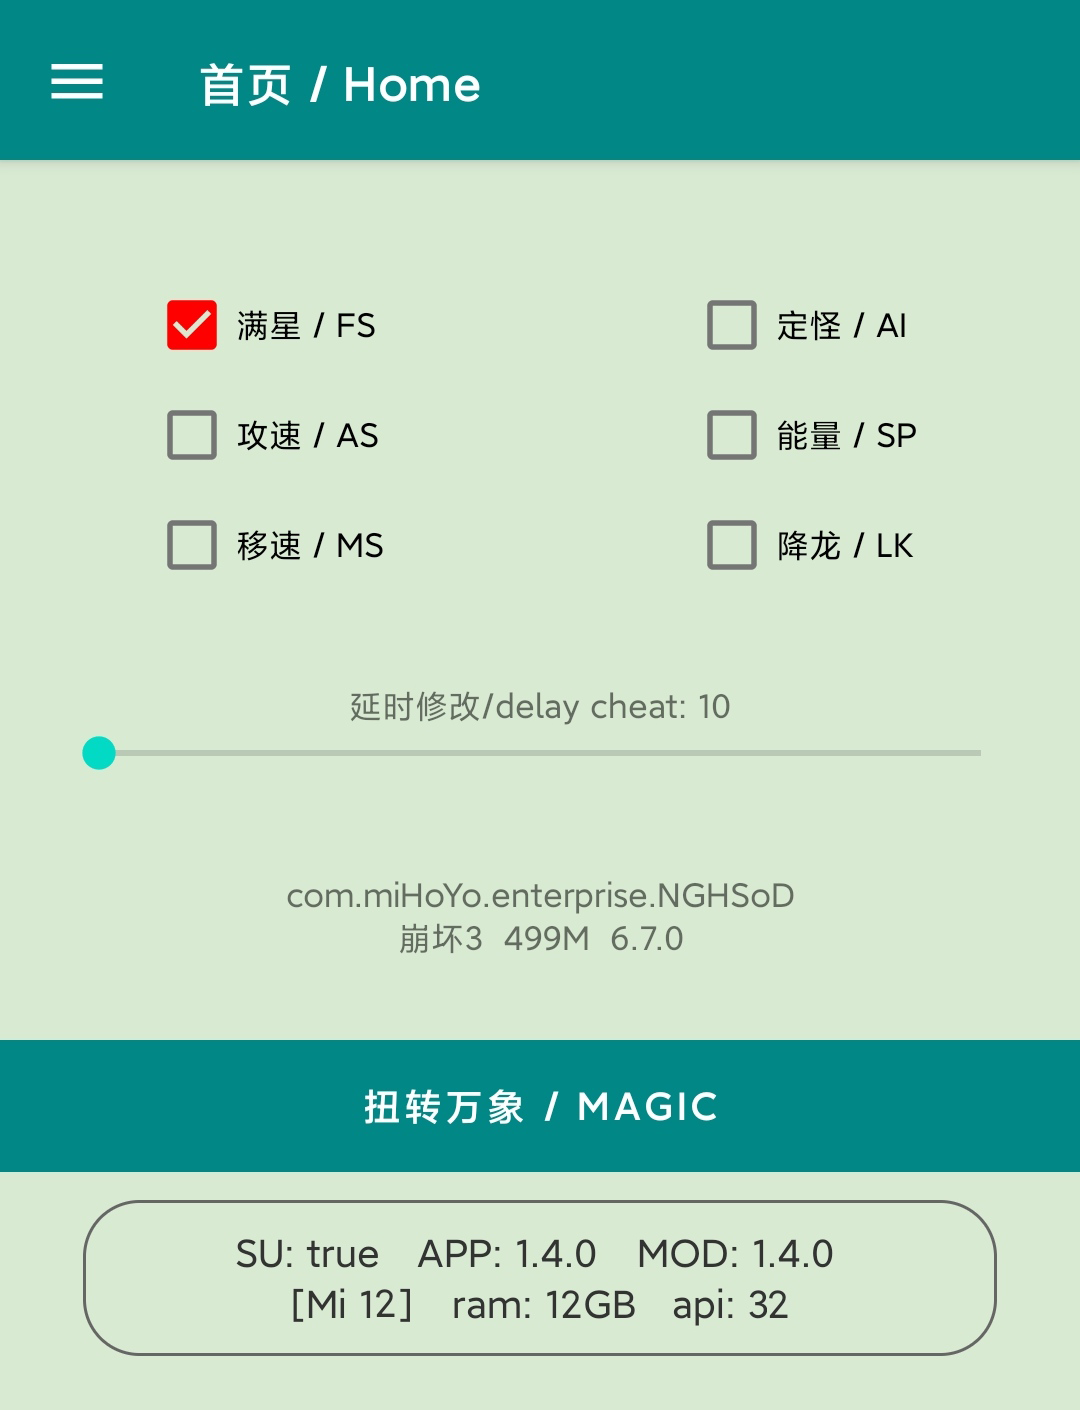 首页 / Home
满星 / FS
定怪 / AI
攻速 / AS
能量 / SP
移速 / MS
降龙 / LK
延时修改/delay cheat: 10
com.miHoYo.enterprise.NGHSoD
崩坏3 499M 6.7.0
扭转万象 / MAGIC
SU: true APP: 1.4.0 MOD: 1.4.0
[Mi 12] ram: 12GB api: 32